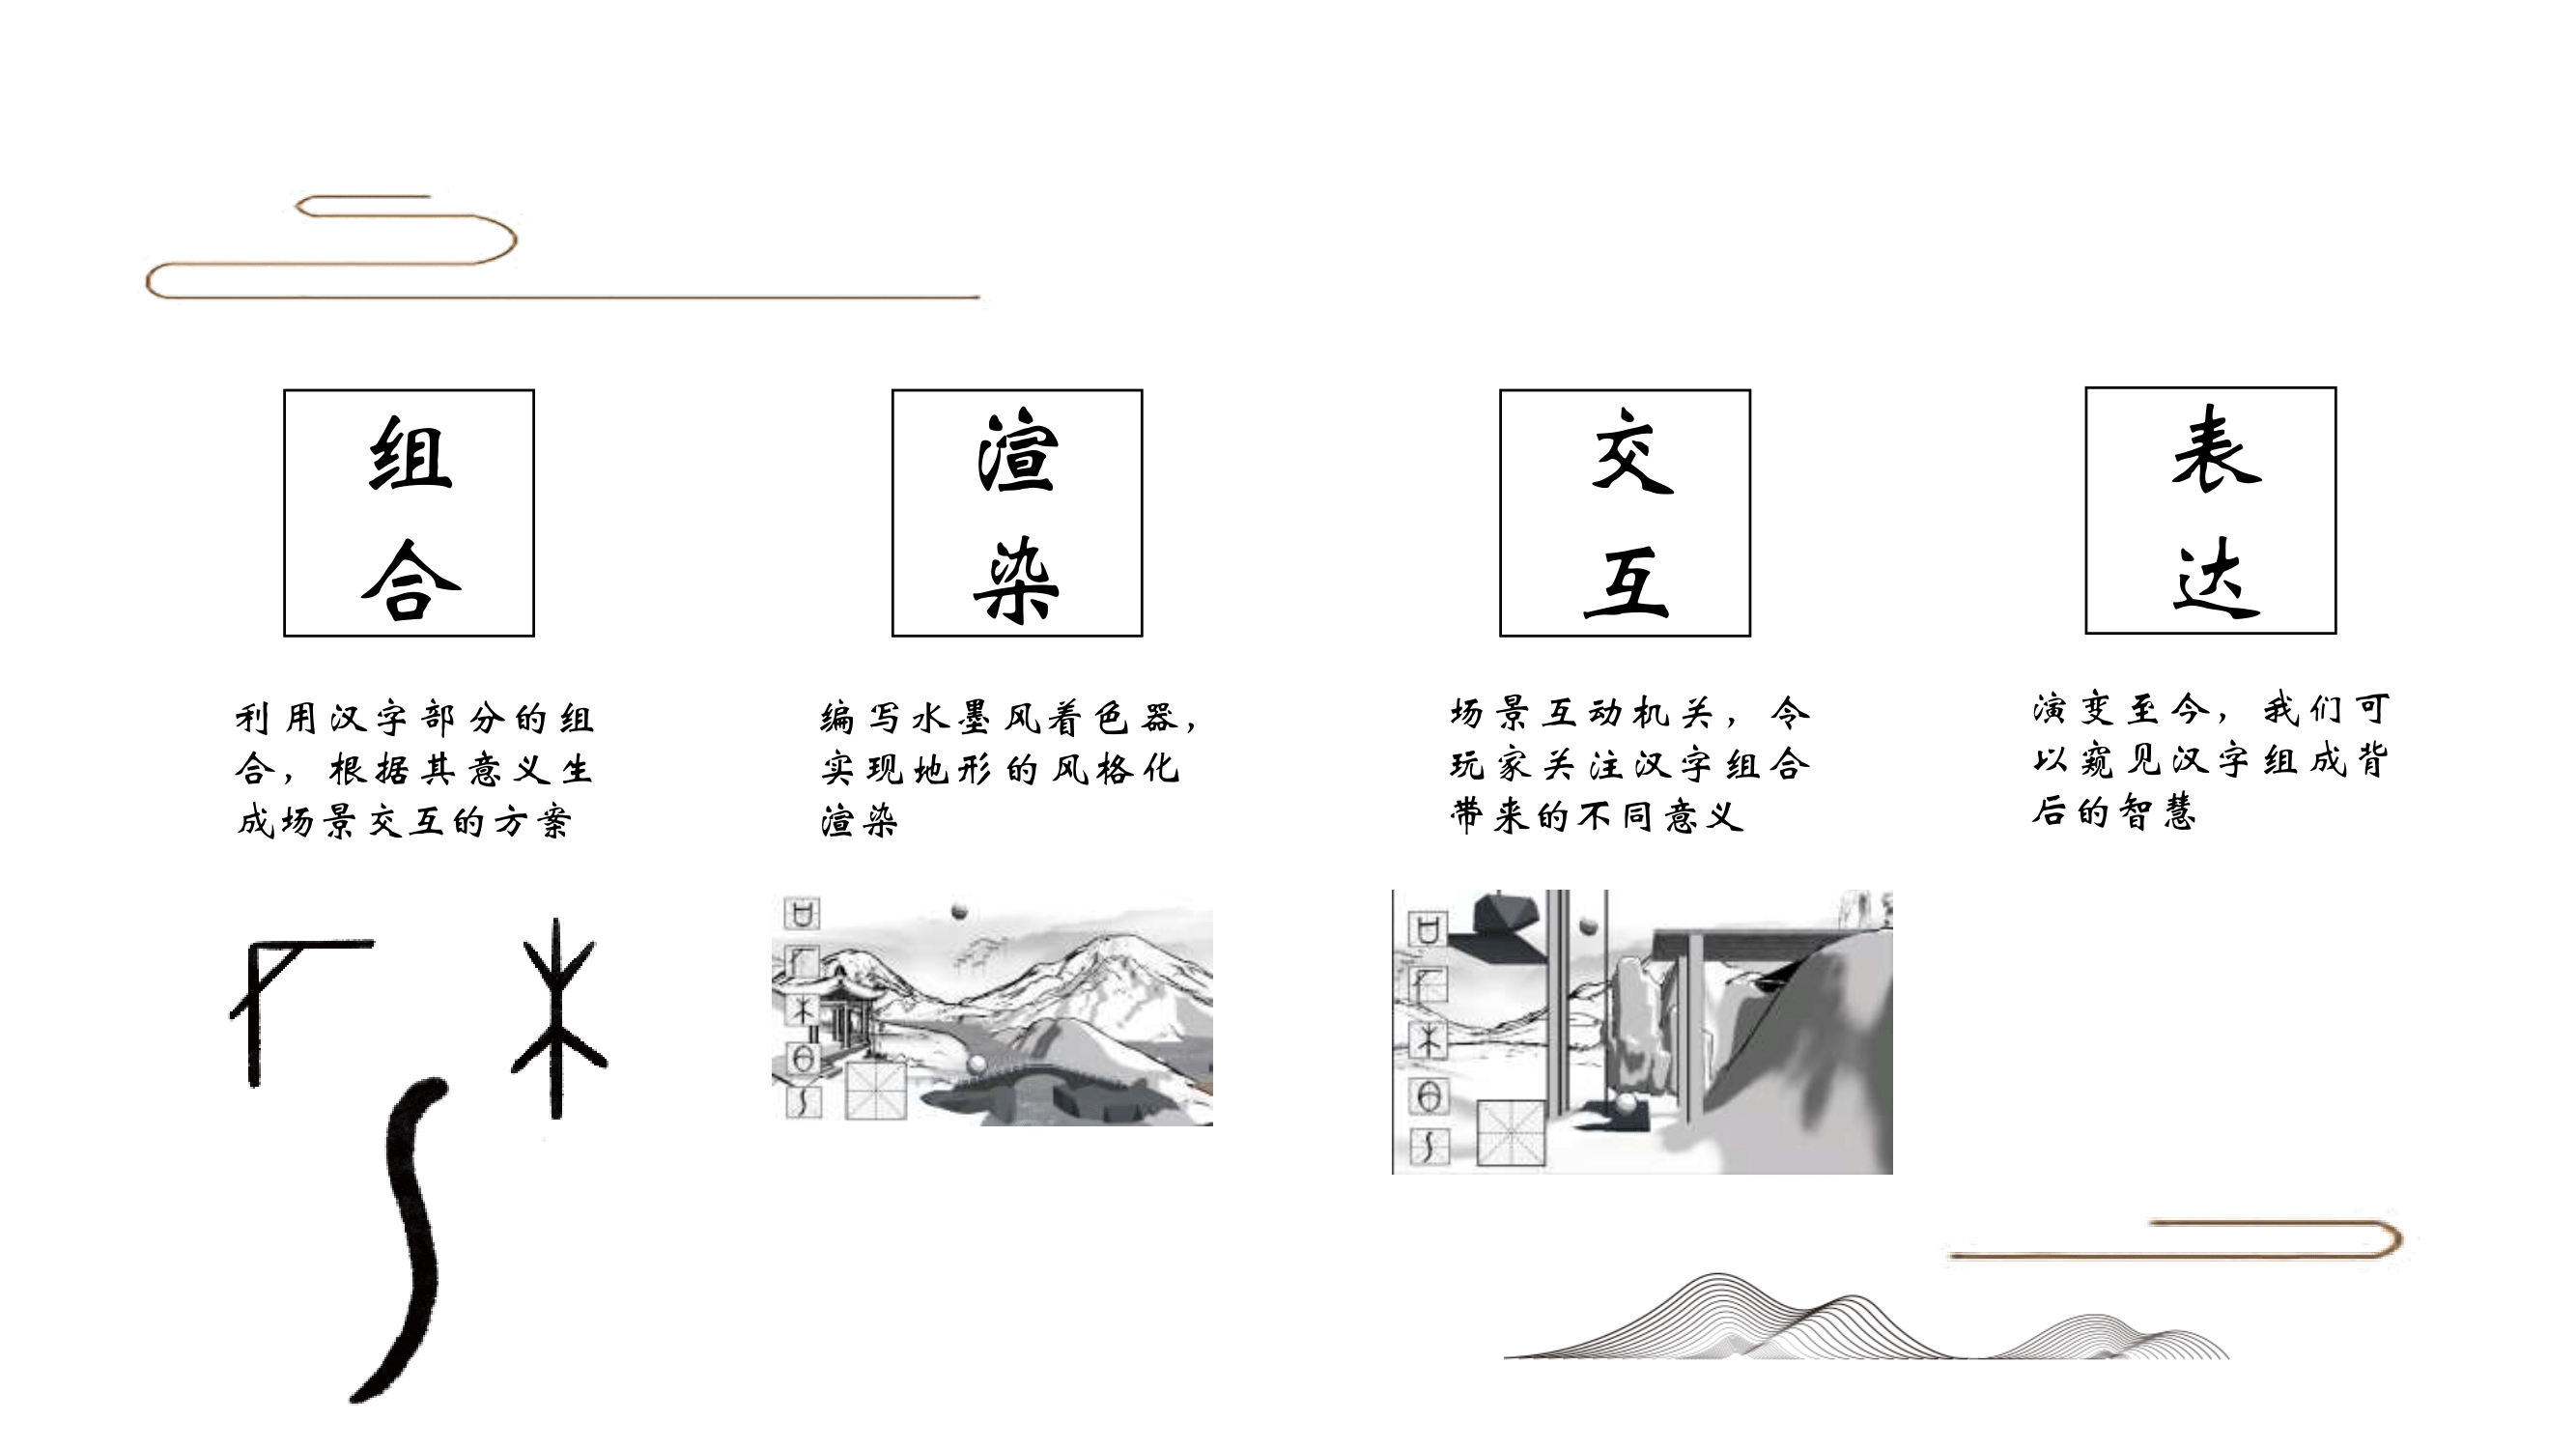 组
合
利用汉字部分的组
合，根据其意义生
成场景交互的方案
渲
染
编写水墨风着色器，
实现地形的风格化
渲染
交
互
场景互动机关，令
玩家关注汉字组合
带来的不同意义
表
达
演变至今，我们可
以窥见汉字组成背
后的智慧